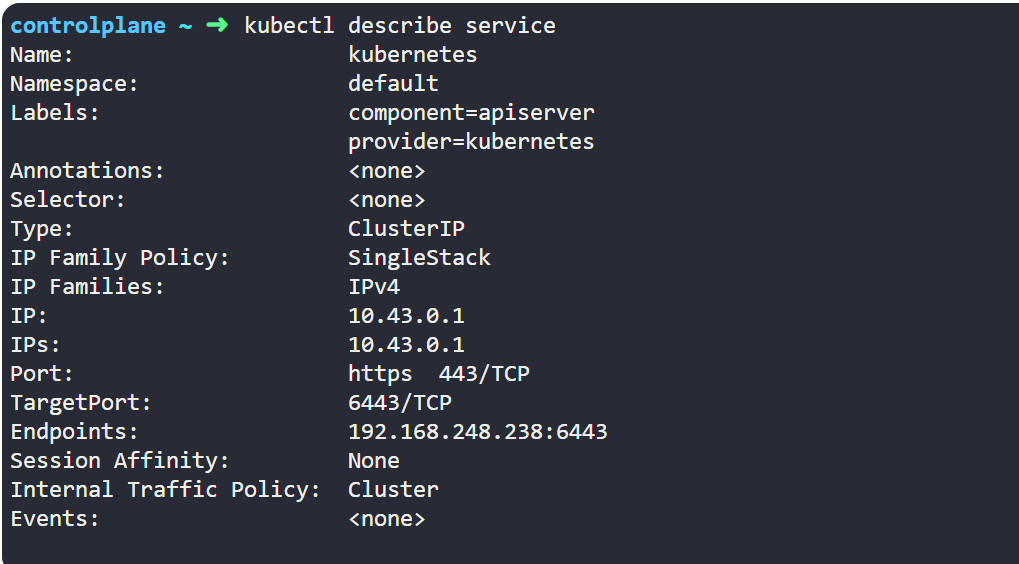 controlplane ~ ➜ kubectl describe service
Name: kubernetes
Namespace: default
Labels: component=apiserver
provider=kubernetes
Annotations: <none>
Selector: <none>
Type: ClusterIP
IP Family Policy: SingleStack
IP Families: IPv4
IP: 10.43.0.1
IPs: 10.43.0.1
Port: https 443/TCP
TargetPort: 6443/TCP
Endpoints: 192.168.248.238:6443
Session Affinity: None
Internal Traffic Policy: Cluster
Events: <none>